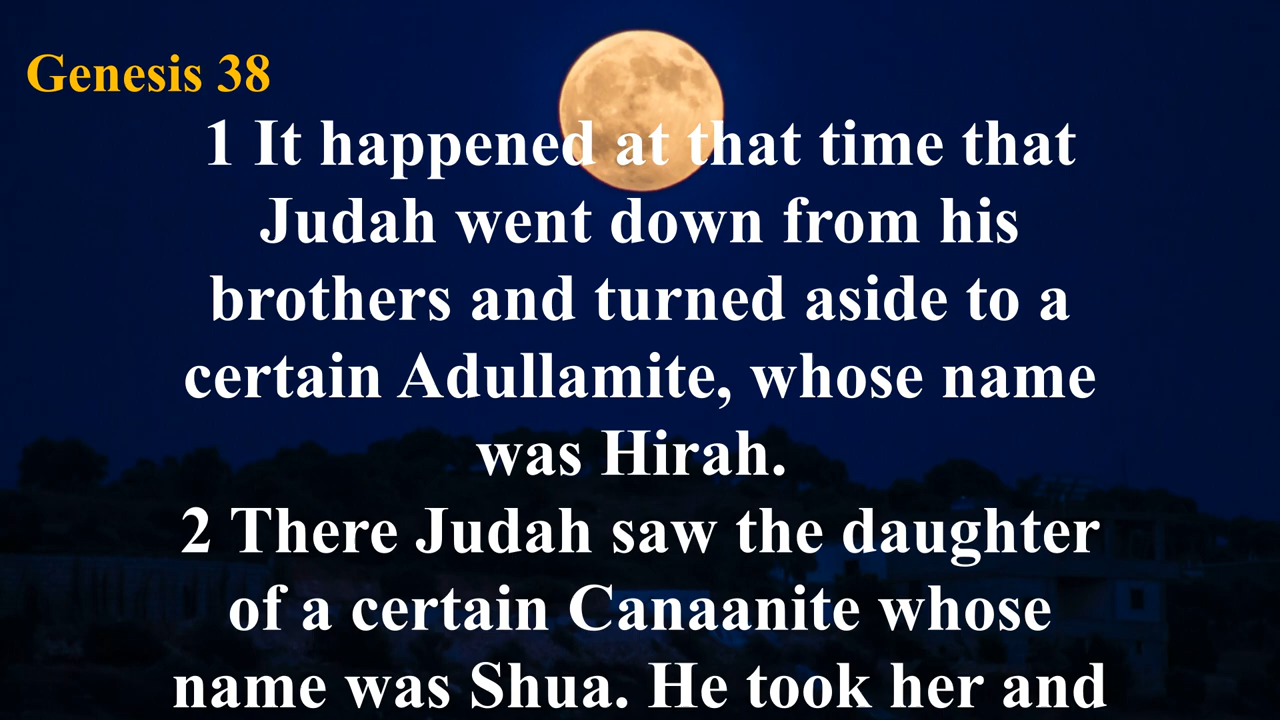 Genesis 38
1 It happened at that time that
Judah went down from his
brothers and turned aside to a
certain Adullamite, whose name
was Hirah.
2 There Judah saw the daughter
of a certain Canaanite whose
name was Shua. He took her and